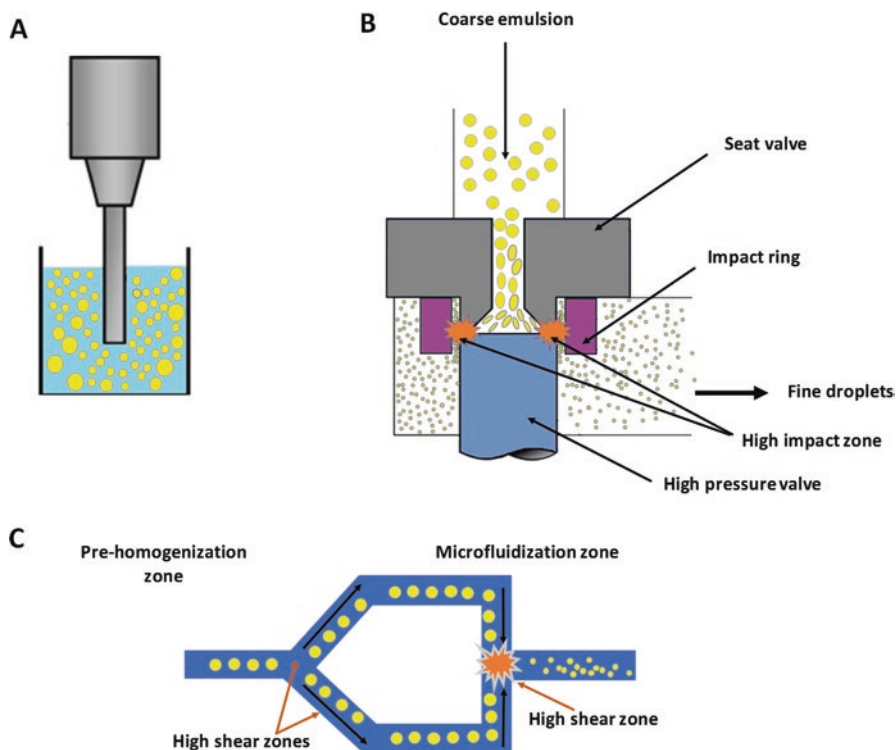 A
B
Coarse emulsion
Seat valve
Impact ring
Fine droplets
High impact zone
High pressure valve
C
Pre-homogenization
zone
Microfluidization zone
High shear zones
High shear zone